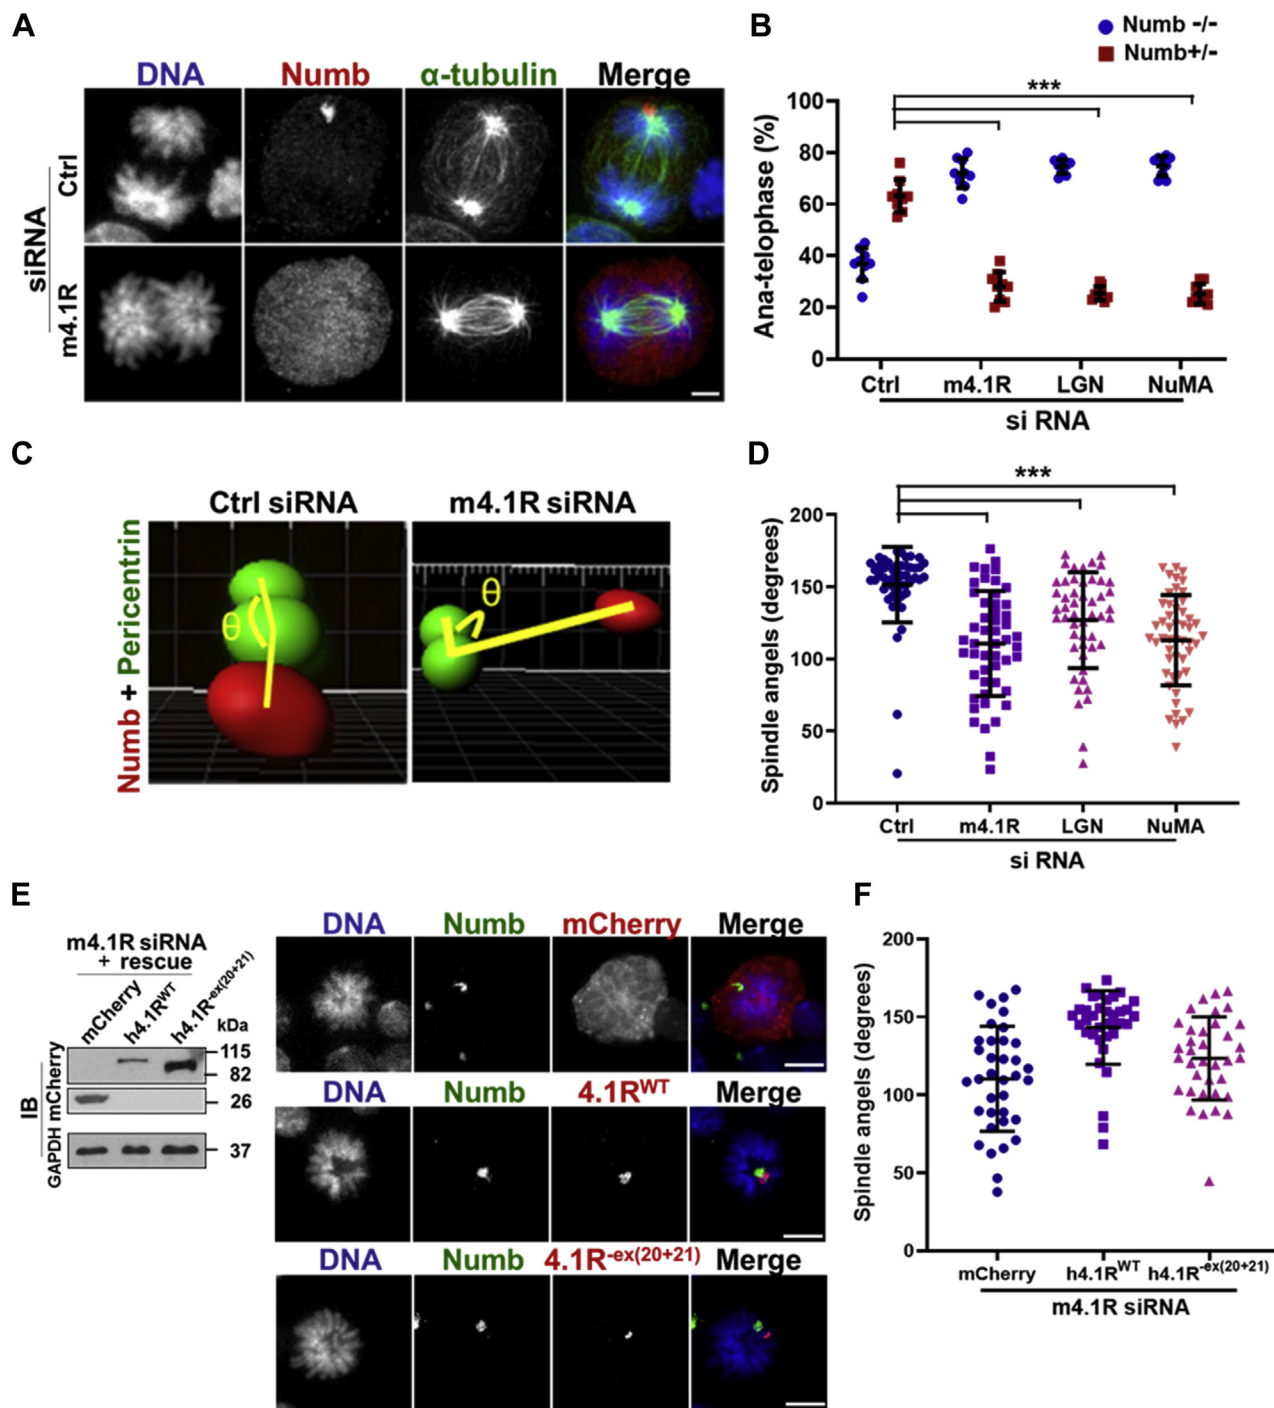 A
DNA Numb α-tubulin Merge
siRNA
Ctrl
m4.1R
B
Numb -/-
Numb+/-
***
Ana-telophase (%)
100
80
60
40
20
0
Ctrl m4.1R LGN NuMA
si RNA
C
Ctrl siRNA m4.1R siRNA
Numb + Pericentrin
θ
θ
D
***
Spindle angels (degrees)
200
150
100
50
0
Ctrl m4.1R LGN NuMA
si RNA
E
m4.1R siRNA
+ rescue
mCherry
h4.1R^WT
h4.1R^-ex(20+21)
kDa
115
82
26
37
IB
GAPDH mCherry
DNA Numb mCherry Merge
DNA Numb 4.1R^WT Merge
DNA Numb 4.1R^-ex(20+21) Merge
F
Spindle angels (degrees)
200
150
100
50
0
mCherry h4.1R^WT h4.1R^-ex(20+21)
m4.1R siRNA